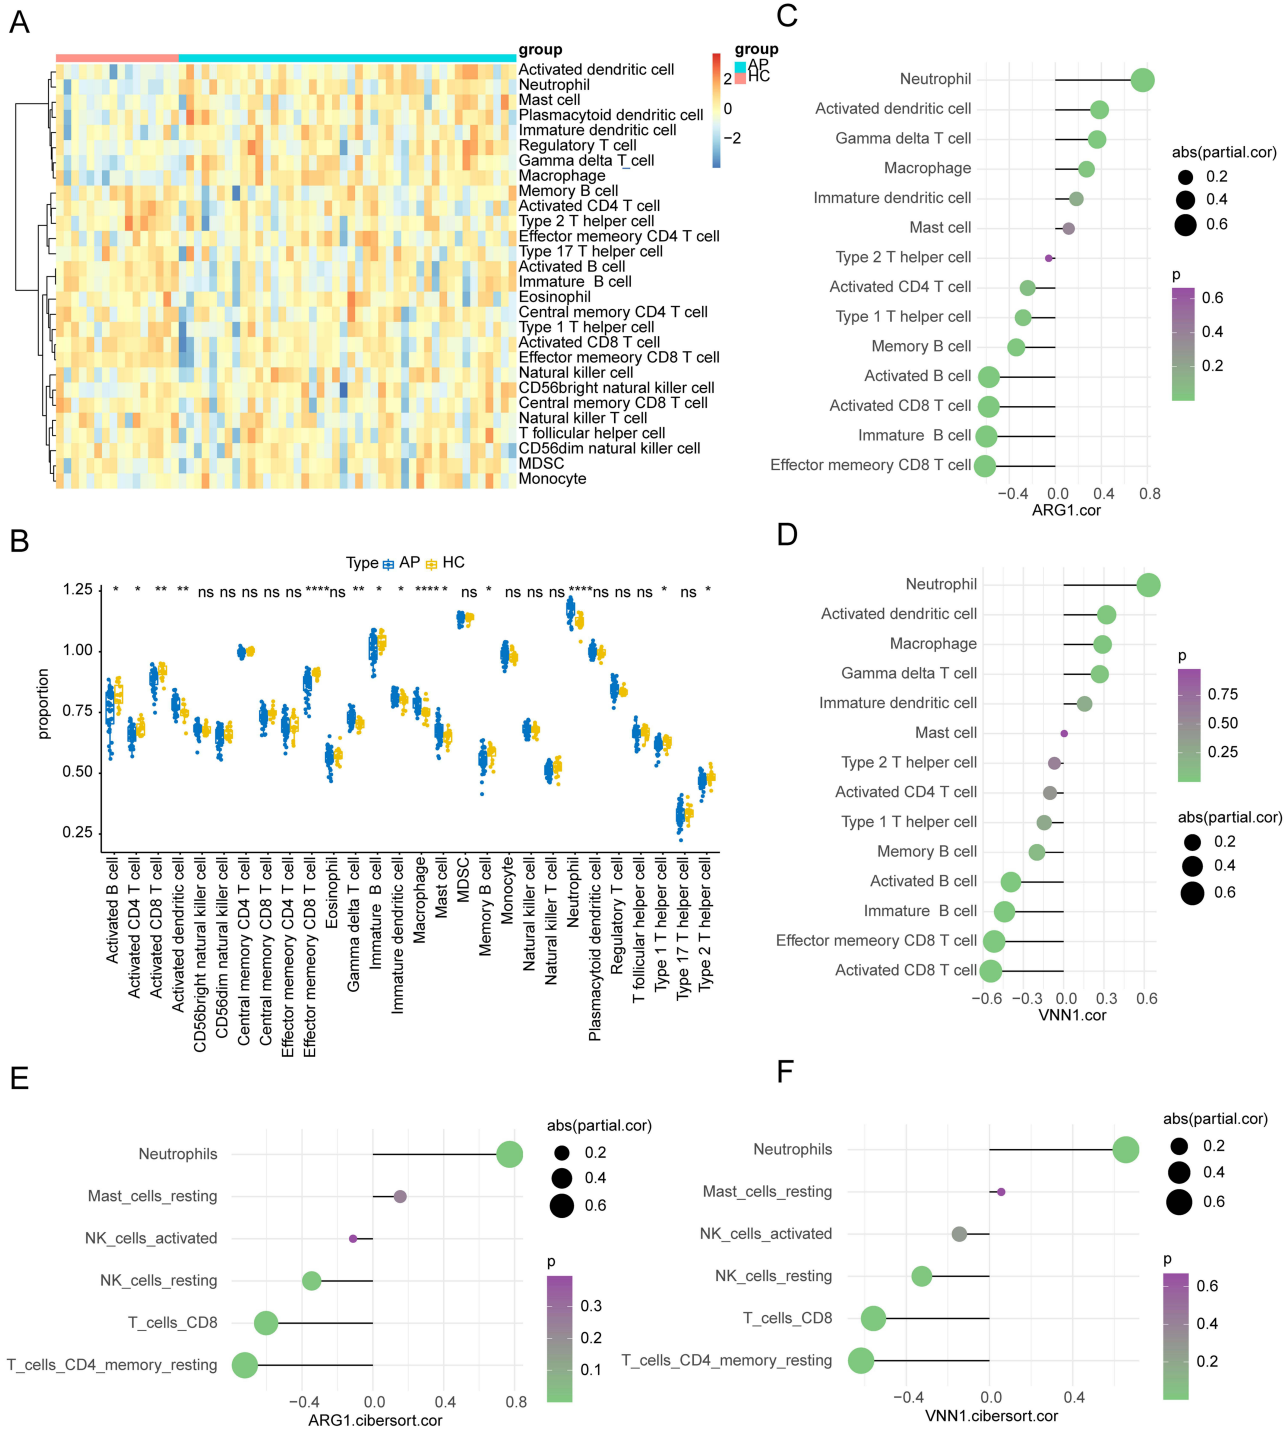 A
group
Activated dendritic cell
Neutrophil
Mast cell
Plasmacytoid dendritic cell
Immature dendritic cell
Regulatory T cell
Gamma delta T_cell
Macrophage
Memory B cell
Activated CD4 T cell
Type 2 T helper cell
Effector memeory CD4 T cell
Type 17 T helper cell
Activated B cell
Immature  B cell
Eosinophil
Central memory CD4 T cell
Type 1 T helper cell
Activated CD8 T cell
Effector memeory CD8 T cell
Natural killer cell
CD56bright natural killer cell
Central memory CD8 T cell
Natural killer T cell
T follicular helper cell
CD56dim natural killer cell
MDSC
Monocyte
2
0
−2
group
AP
HC
B
Type AP HC
* * ** ** ns ns ns ns ns **** ns ** * * **** * ns * ns ns ns **** ns ns ns * ns *
proportion
1.25
1.00
0.75
0.50
0.25
Activated B cell
Activated CD4 T cell
Activated CD8 T cell
Activated dendritic cell
CD56bright natural killer cell
CD56dim natural killer cell
Central memory CD4 T cell
Central memory CD8 T cell
Effector memeory CD4 T cell
Effector memeory CD8 T cell
Eosinophil
Gamma delta T cell
Immature  B cell
Immature dendritic cell
Macrophage
Mast cell
MDSC
Memory B cell
Monocyte
Natural killer cell
Natural killer T cell
Neutrophil
Plasmacytoid dendritic cell
Regulatory T cell
T follicular helper cell
Type 1 T helper cell
Type 17 T helper cell
Type 2 T helper cell
C
Neutrophil
Activated dendritic cell
Gamma delta T cell
Macrophage
Immature dendritic cell
Mast cell
Type 2 T helper cell
Activated CD4 T cell
Type 1 T helper cell
Memory B cell
Activated B cell
Activated CD8 T cell
Immature  B cell
Effector memeory CD8 T cell
−0.4 0.0 0.4 0.8
ARG1.cor
abs(partial.cor)
0.2
0.4
0.6
p
0.6
0.4
0.2
D
Neutrophil
Activated dendritic cell
Macrophage
Gamma delta T cell
Immature dendritic cell
Mast cell
Type 2 T helper cell
Activated CD4 T cell
Type 1 T helper cell
Memory B cell
Activated B cell
Immature  B cell
Effector memeory CD8 T cell
Activated CD8 T cell
−0.6 −0.3 0.0 0.3 0.6
VNN1.cor
p
0.75
0.50
0.25
abs(partial.cor)
0.2
0.4
0.6
E
Neutrophils
Mast_cells_resting
NK_cells_activated
NK_cells_resting
T_cells_CD8
T_cells_CD4_memory_resting
−0.4 0.0 0.4 0.8
ARG1.cibersort.cor
abs(partial.cor)
0.2
0.4
0.6
p
0.3
0.2
0.1
F
Neutrophils
Mast_cells_resting
NK_cells_activated
NK_cells_resting
T_cells_CD8
T_cells_CD4_memory_resting
−0.4 0.0 0.4
VNN1.cibersort.cor
abs(partial.cor)
0.2
0.4
0.6
p
0.6
0.4
0.2